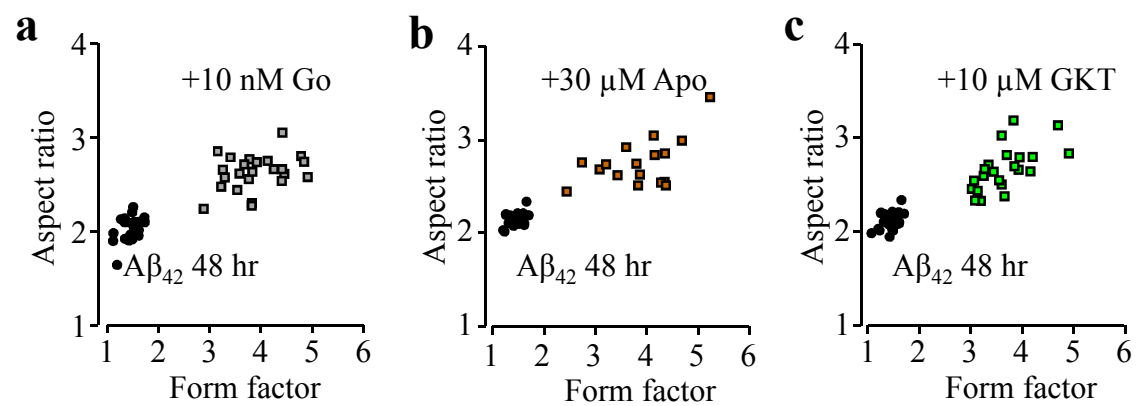 a
+10 nM Go
Aspect ratio
4
3
2
1
Aβ42 48 hr
1 2 3 4 5 6
Form factor
b
+30 µM Apo
Aspect ratio
4
3
2
1
Aβ42 48 hr
1 2 3 4 5 6
Form factor
c
+10 µM GKT
Aspect ratio
4
3
2
1
Aβ42 48 hr
1 2 3 4 5 6
Form factor